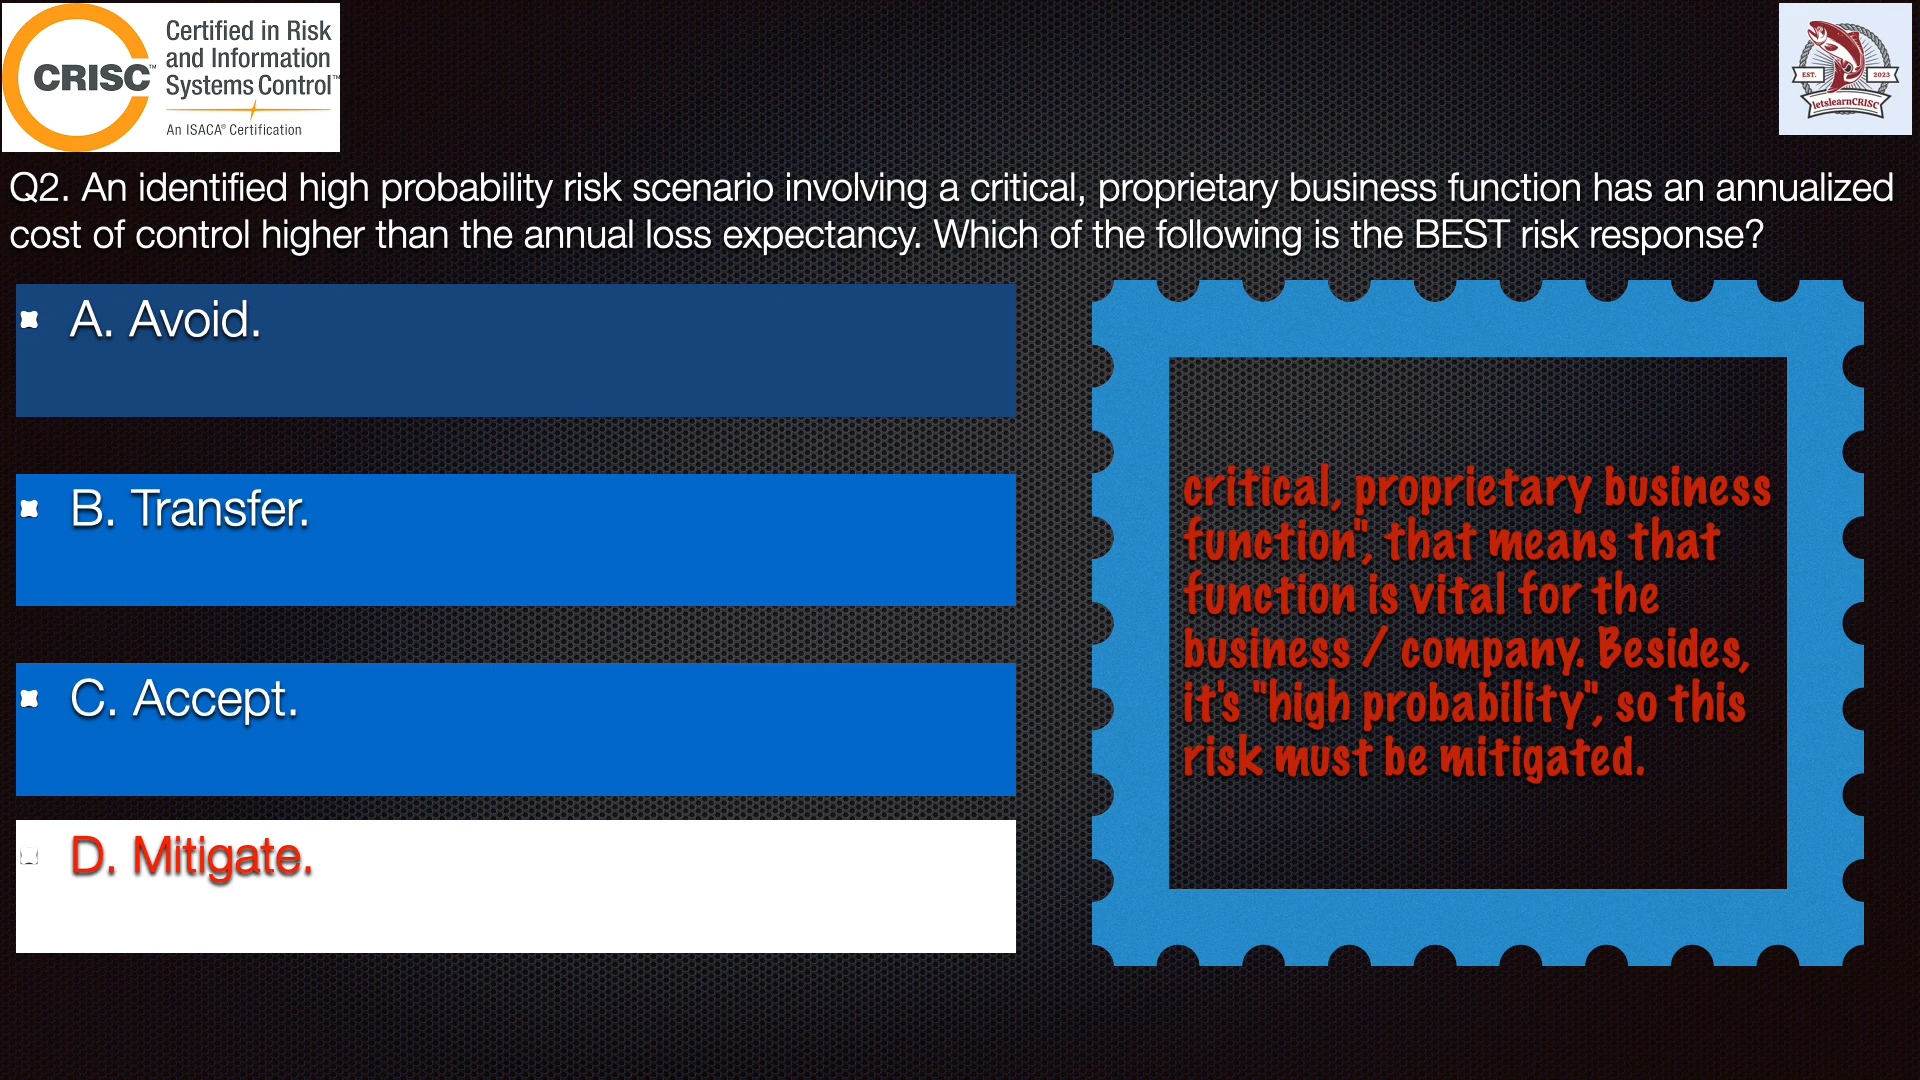 CRISC™
Certified in Risk
and Information
Systems Control™
An ISACA® Certification
EST. 2023
letslearnCRISC
Q2. An identified high probability risk scenario involving a critical, proprietary business function has an annualized
cost of control higher than the annual loss expectancy. Which of the following is the BEST risk response?
A. Avoid.
B. Transfer.
C. Accept.
D. Mitigate.
critical, proprietary business
function", that means that
function is vital for the
business / company. Besides,
it's "high probability", so this
risk must be mitigated.